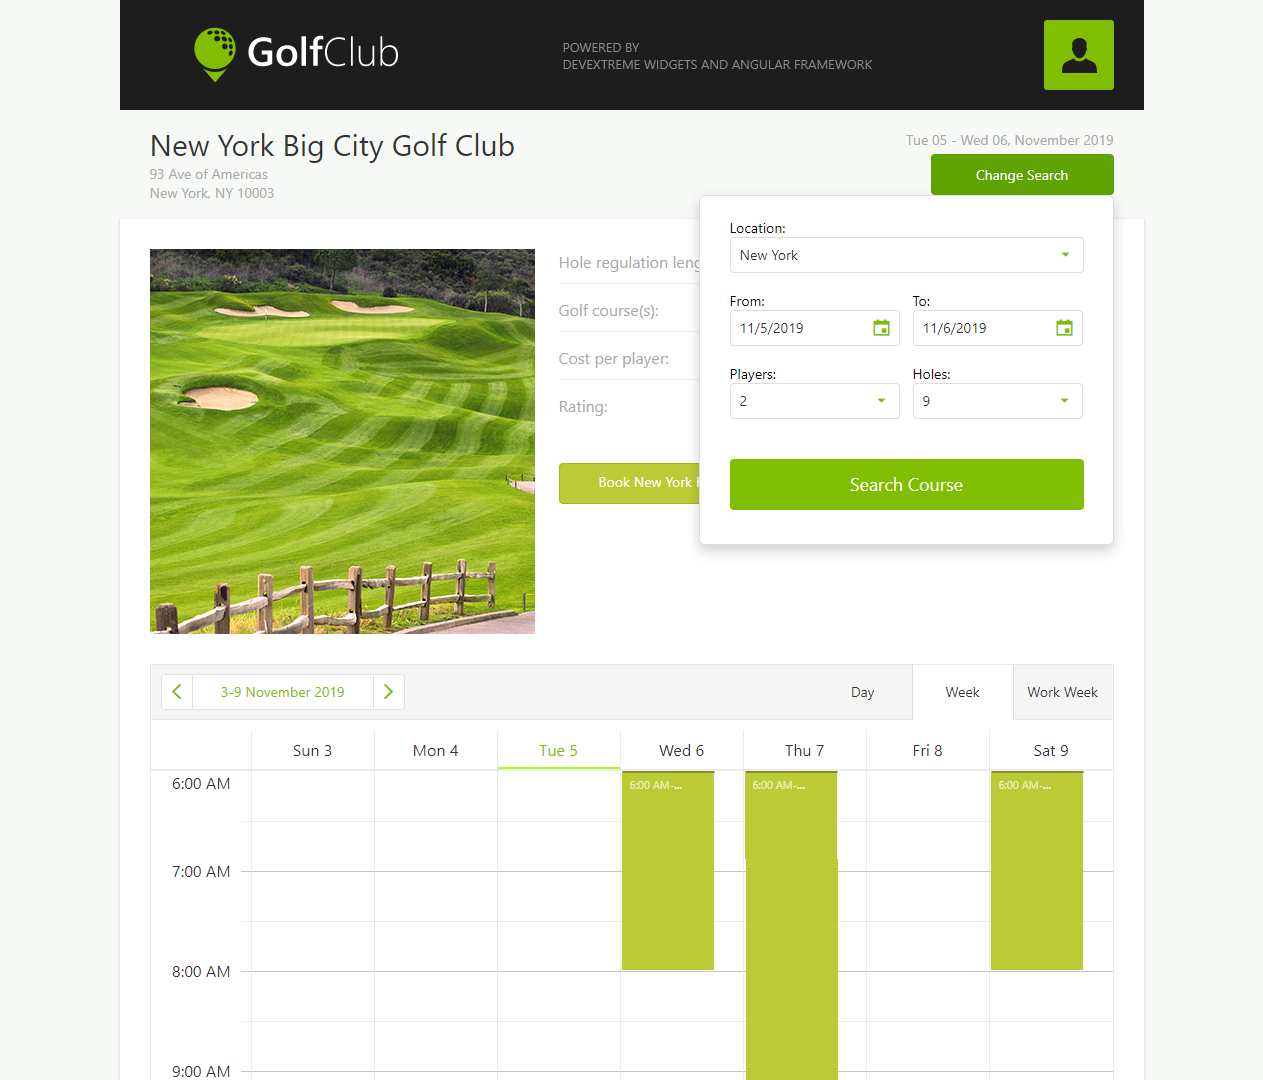 GolfClub
POWERED BY
DEVEXTREME WIDGETS AND ANGULAR FRAMEWORK
New York Big City Golf Club
93 Ave of Americas
New York, NY 10003
Tue 05 - Wed 06, November 2019
Change Search
Location:
New York
From:
To:
11/5/2019
11/6/2019
Players:
Holes:
2
9
Search Course
Hole regulation leng
Golf course(s):
Cost per player:
Rating:
Book New York
3-9 November 2019
Day
Week
Work Week
Sun 3
Mon 4
Tue 5
Wed 6
Thu 7
Fri 8
Sat 9
6:00 AM
6:00 AM-...
6:00 AM-...
6:00 AM-...
7:00 AM
8:00 AM
9:00 AM